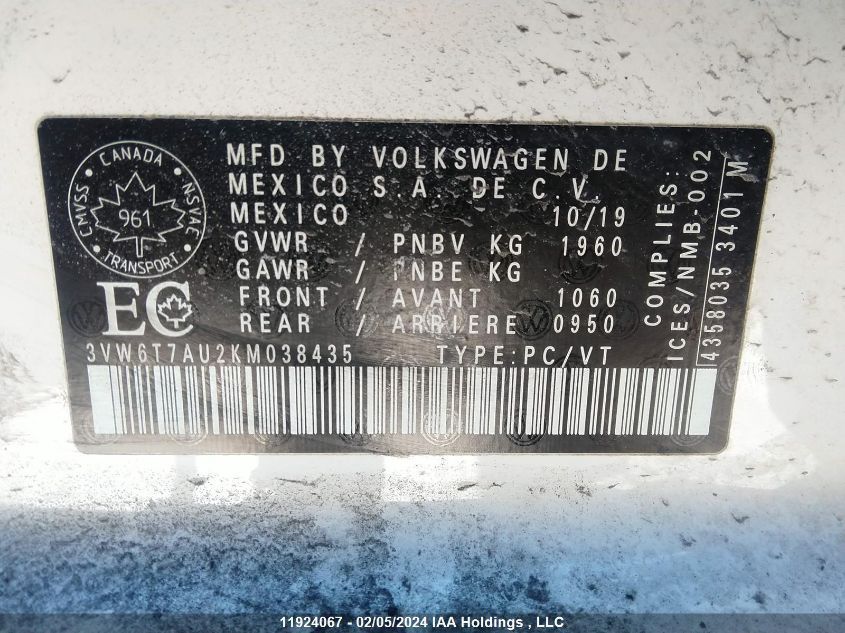 CANADA
CMVSS
NSVAC
961
TRANSPORT
EC
MFD BY VOLKSWAGEN DE
MEXICO S.A. DE C.V.
MEXICO 10/19
GVWR / PNBV KG 1960
GAWR / PNBE KG
FRONT / AVANT 1060
REAR / ARRIERE 0950
3VW6T7AU2KM038435 TYPE:PC/VT
COMPLIES:
ICES/NMB-002
4358035 3401 M
11924067 - 02/05/2024 IAA Holdings , LLC